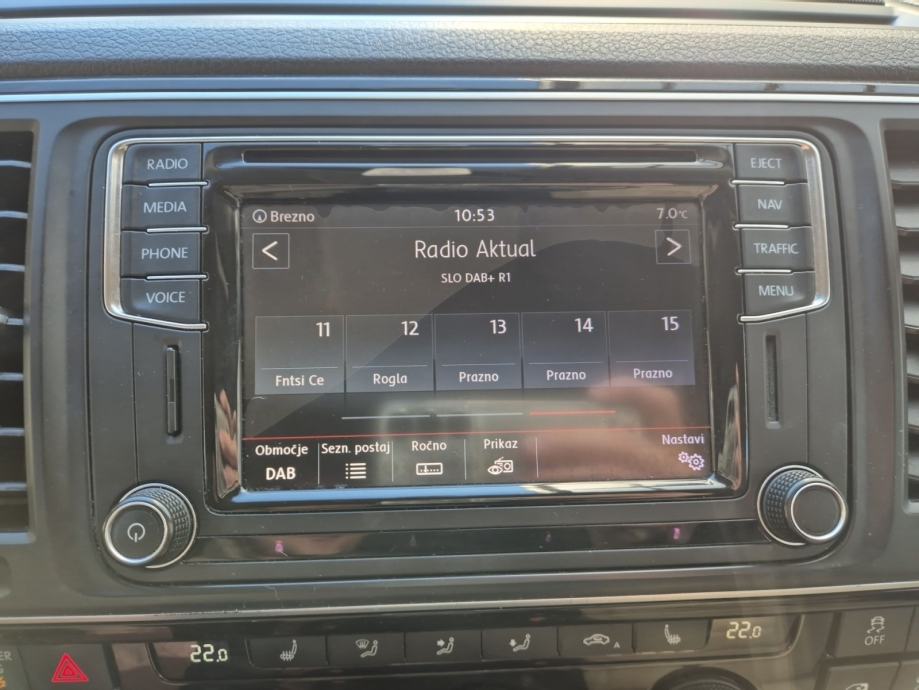 RADIO
MEDIA
PHONE
VOICE
EJECT
NAV
TRAFFIC
MENU
Brezno 10:53 7.0°C
< Radio Aktual >
SLO DAB+ R1
11 12 13 14 15
Fntsi Ce Rogla Prazno Prazno Prazno
Območje Sezn. postaj Ročno Prikaz Nastavi
DAB
22.0 A 22.0
OFF